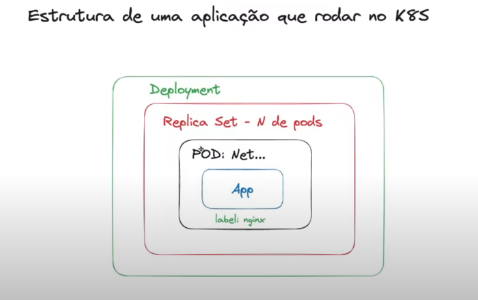 Estrutura de uma aplicação que rodar no K8S
Deployment
Replica Set - N de pods
POD: Net...
App
label: nginx